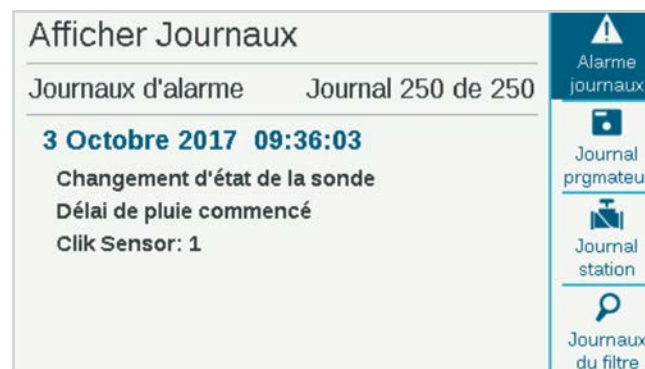 Afficher Journaux
Journaux d'alarme Journal 250 de 250
3 Octobre 2017 09:36:03
Changement d'état de la sonde
Délai de pluie commencé
Clik Sensor: 1
Alarme
journaux
Journal
prgmateur
Journal
station
Journaux
du filtre